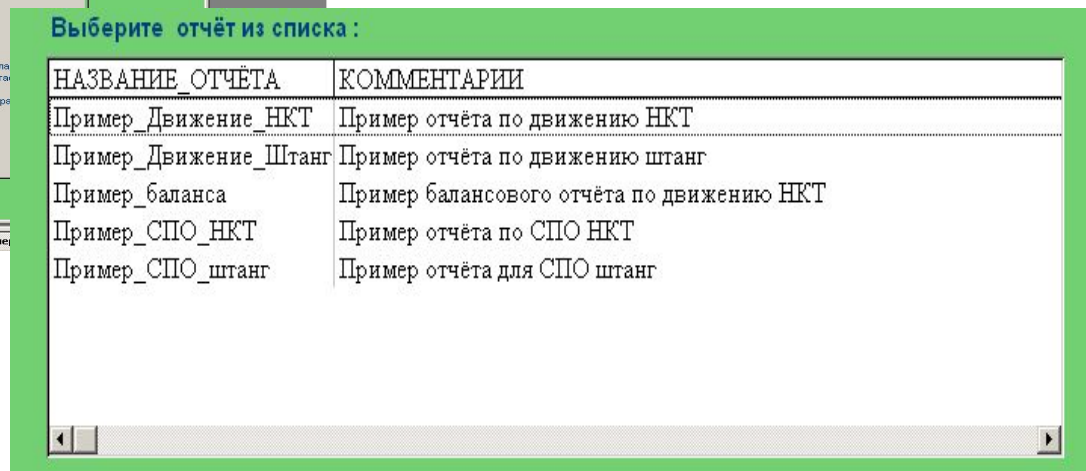 Выберите отчёт из списка :
НАЗВАНИЕ_ОТЧЁТА КОММЕНТАРИИ
Пример_Движение_НКТ Пример отчёта по движению НКТ
Пример_Движение_Штанг Пример отчёта по движению штанг
Пример_баланса Пример балансового отчёта по движению НКТ
Пример_СПО_НКТ Пример отчёта по СПО НКТ
Пример_СПО_штанг Пример отчёта для СПО штанг